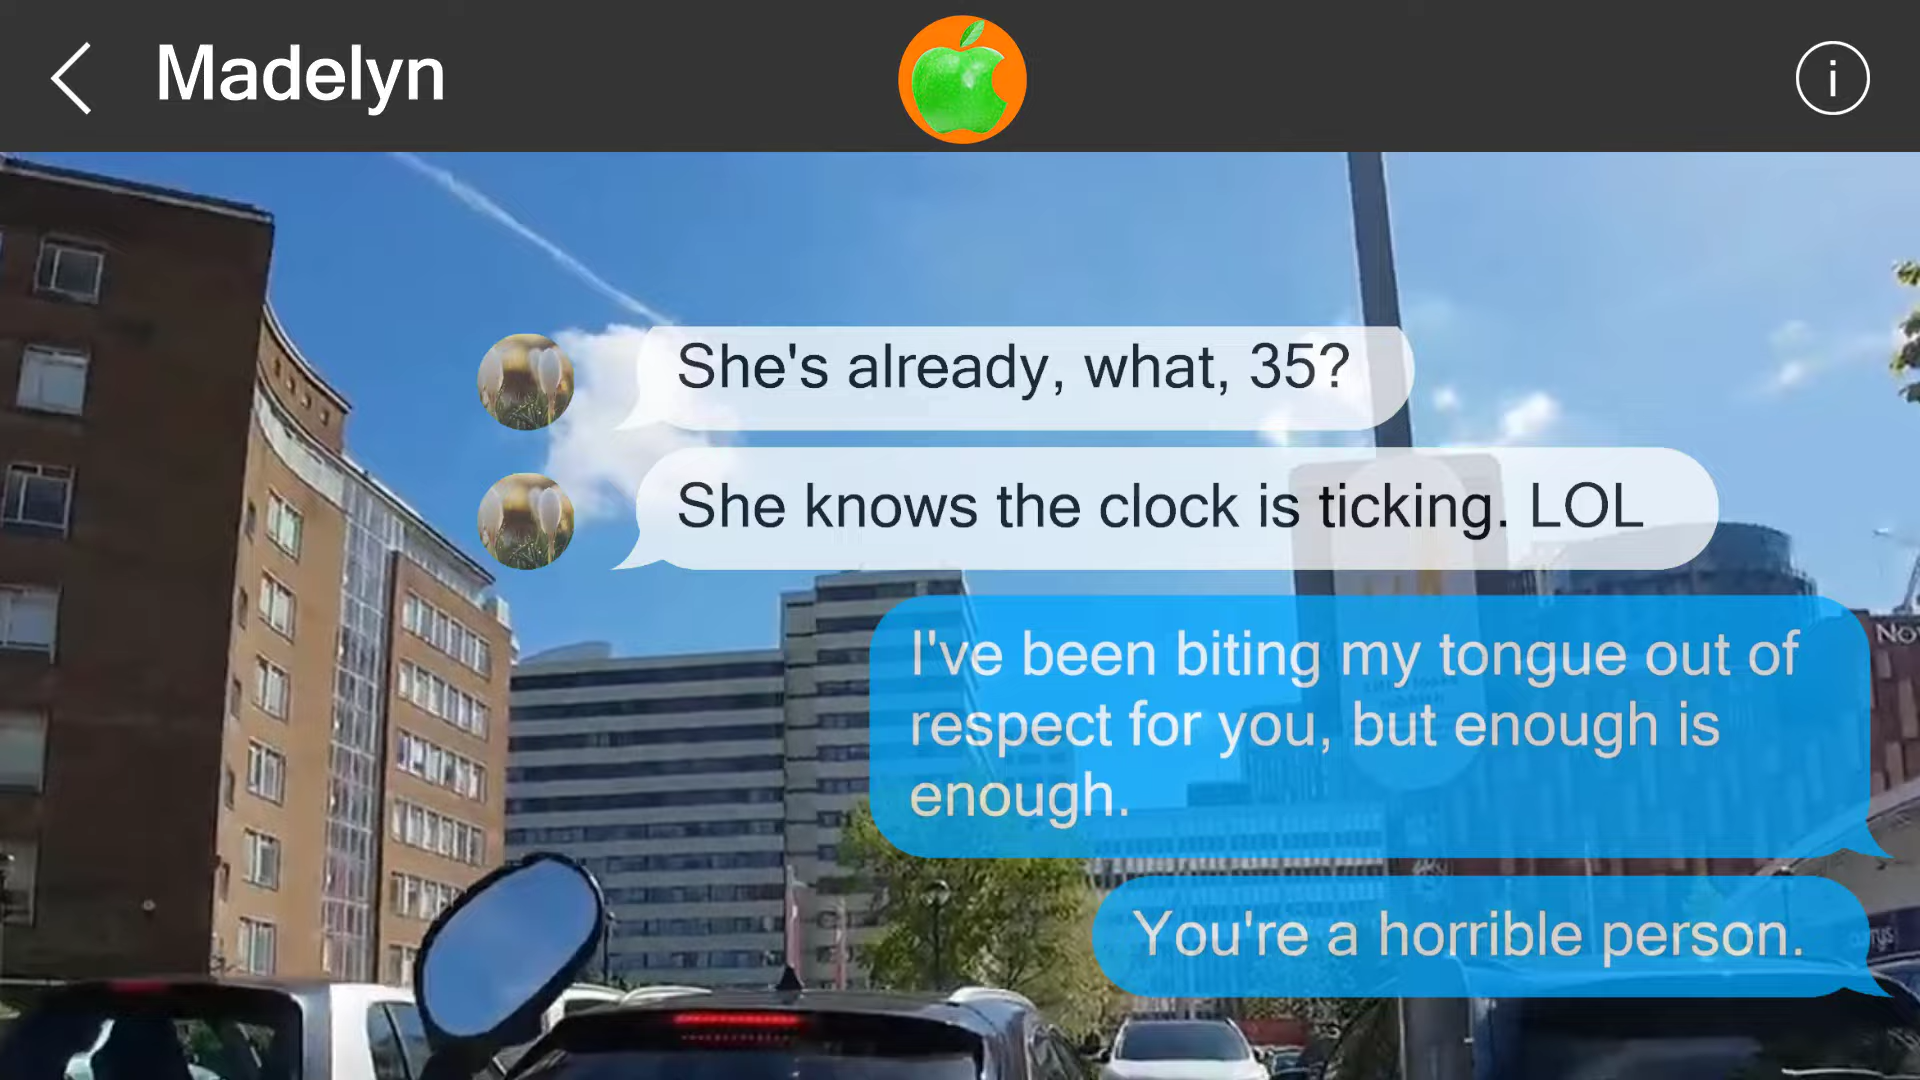 Madelyn
i
She's already, what, 35?
She knows the clock is ticking. LOL
I've been biting my tongue out of
respect for you, but enough is
enough.
You're a horrible person.